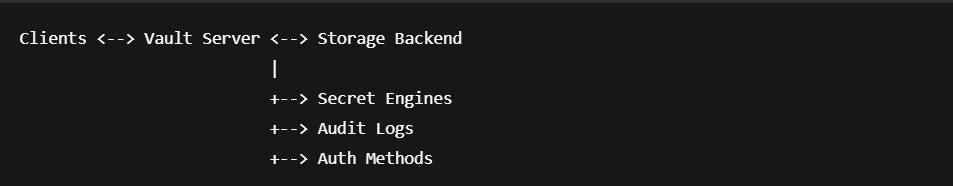 Clients <--> Vault Server <--> Storage Backend
                          |
                          +--> Secret Engines
                          +--> Audit Logs
                          +--> Auth Methods